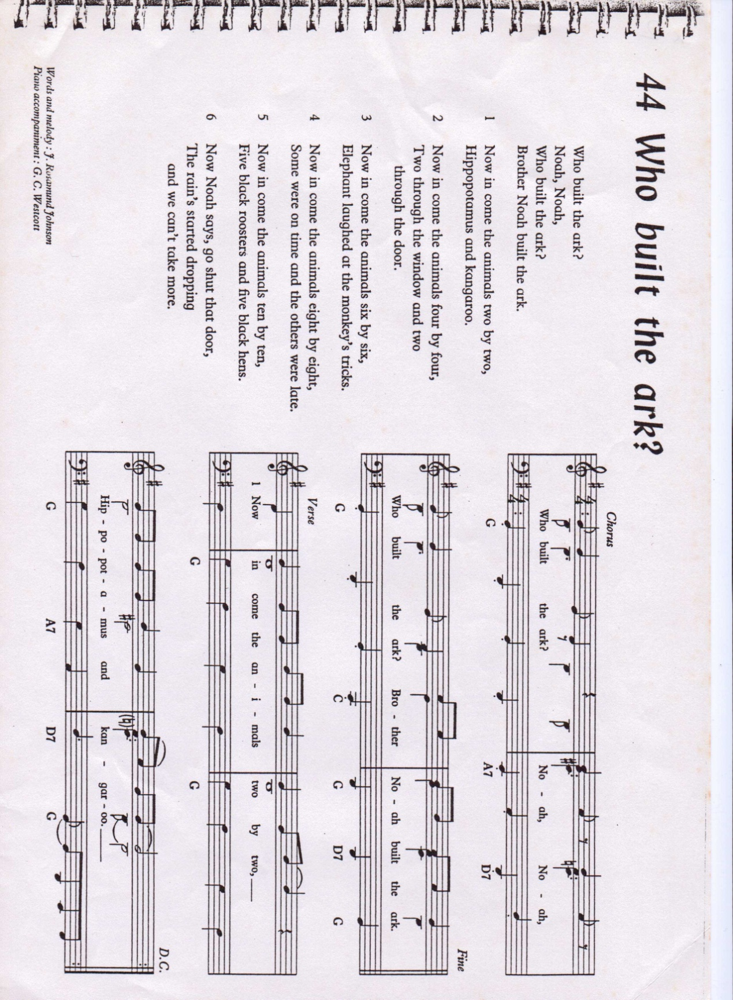 44 Who built the ark?
Who built the ark?
Noah, Noah,
Who built the ark?
Brother Noah built the ark.
1 Now in come the animals two by two,
Hippopotamus and kangaroo.
2 Now in come the animals four by four,
Two through the window and two
through the door.
3 Now in come the animals six by six,
Elephant laughed at the monkey's tricks.
4 Now in come the animals eight by eight,
Some were on time and the others were late.
5 Now in come the animals ten by ten,
Five black roosters and five black hens.
6 Now Noah says, go shut that door,
The rain's started dropping
and we can't take more.
Words and melody: J. Rosamund Johnson
Piano accompaniment: G. C. Westcott
Chorus
4 4
Who built the ark? No - ah, No - ah,
4 4
G A7 D7
Fine
Who built the ark? Bro - ther No - ah built the ark.
G C G D7 G
Verse
1 Now in come the an - i - mals two by two,
G G
D.C.
Hip - po - pot - a - mus and kan - gar - oo.
G A7 D7 G